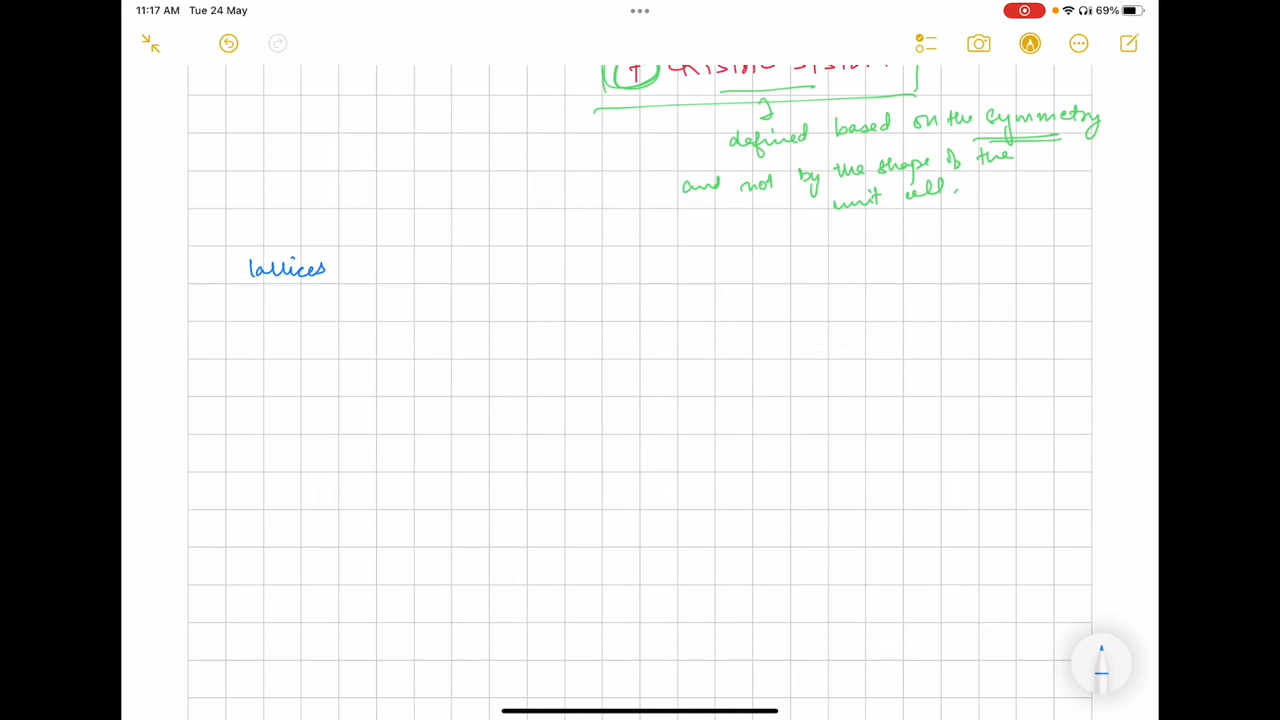 11:17 AM Tue 24 May
69%
defined based on the symmetry
and not by the shape of the
unit cell.
lattices